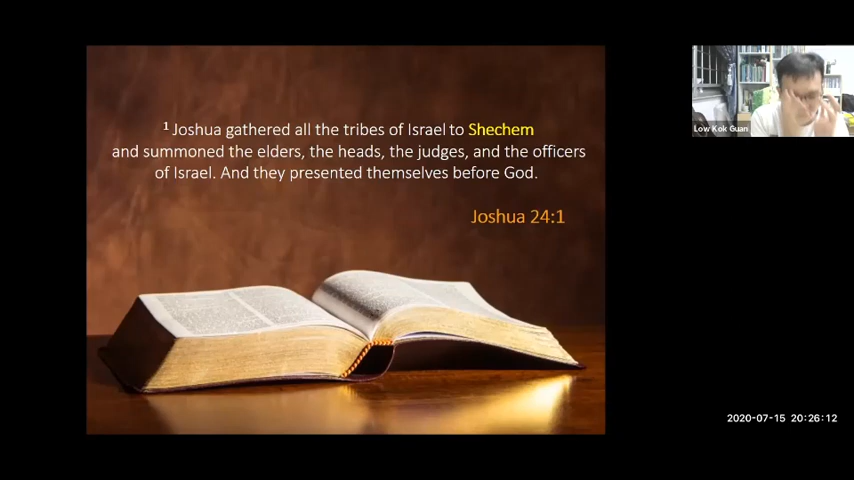 1 Joshua gathered all the tribes of Israel to Shechem
and summoned the elders, the heads, the judges, and the officers
of Israel. And they presented themselves before God.
Joshua 24:1
Low Kok Guan
2020-07-15 20:26:12